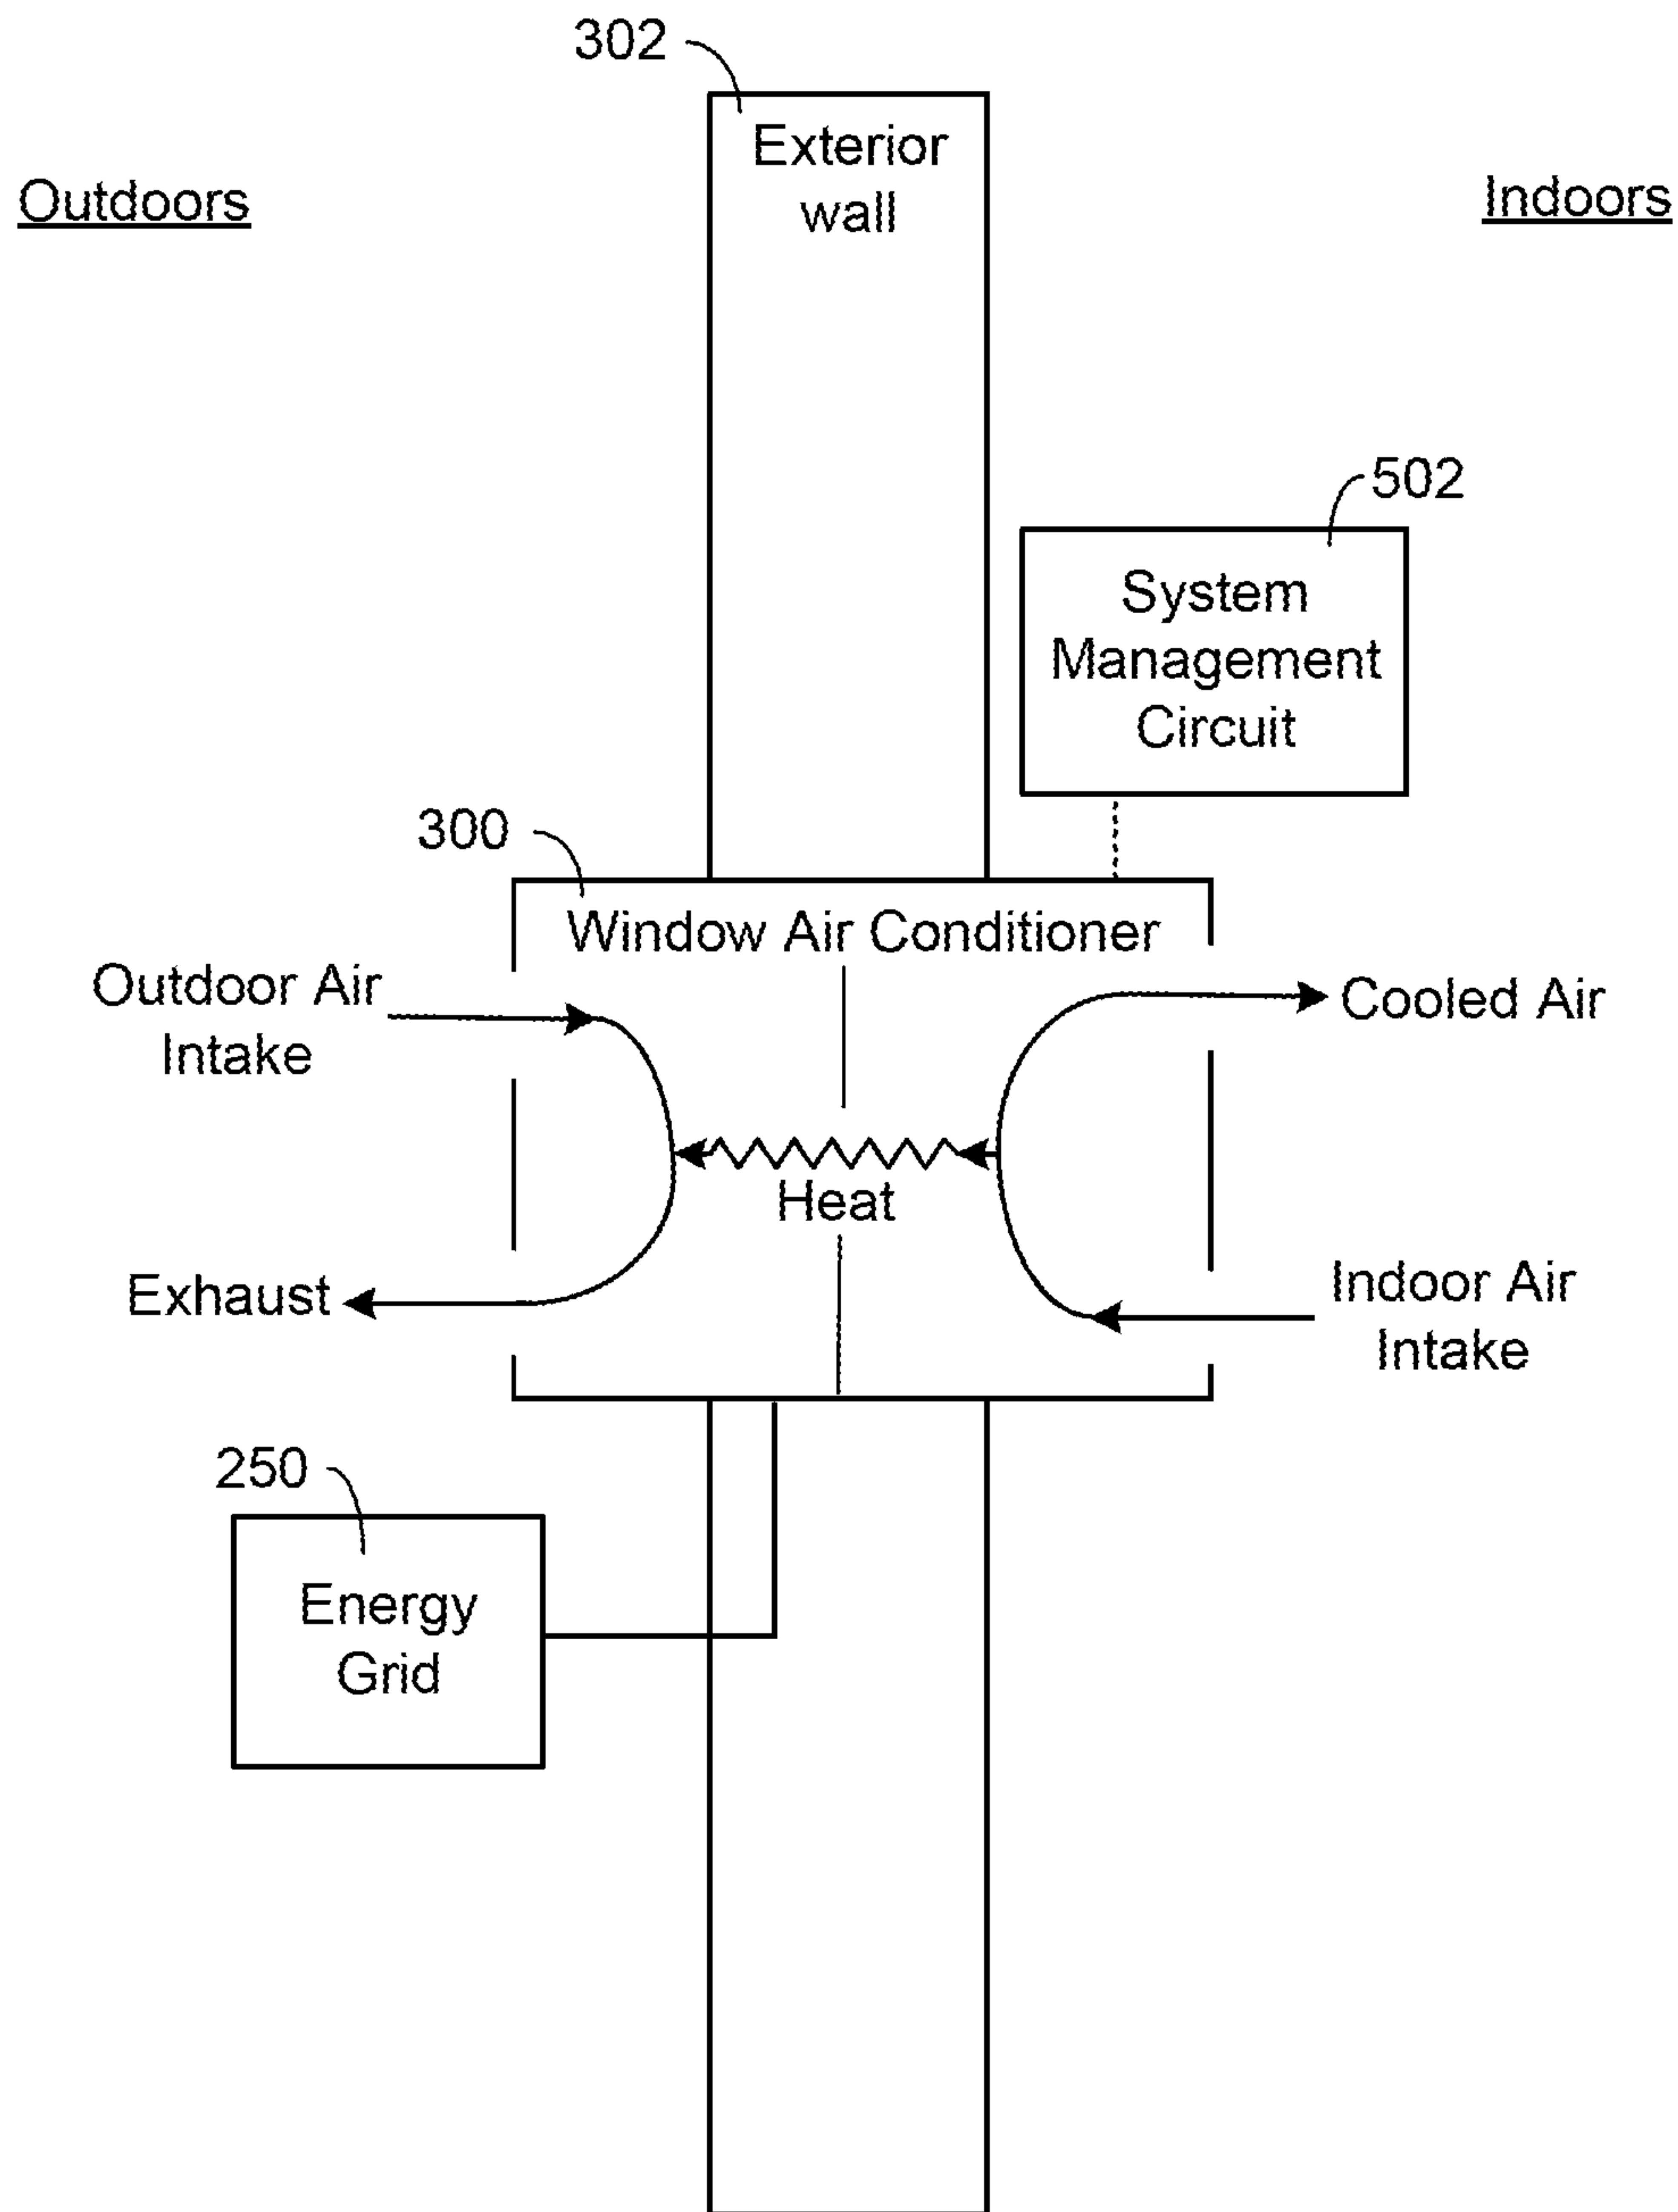 302
Exterior
wall
Outdoors
Indoors
502
System
Management
Circuit
300
Window Air Conditioner
Outdoor Air
Intake
Cooled Air
Heat
Exhaust
Indoor Air
Intake
250
Energy
Grid